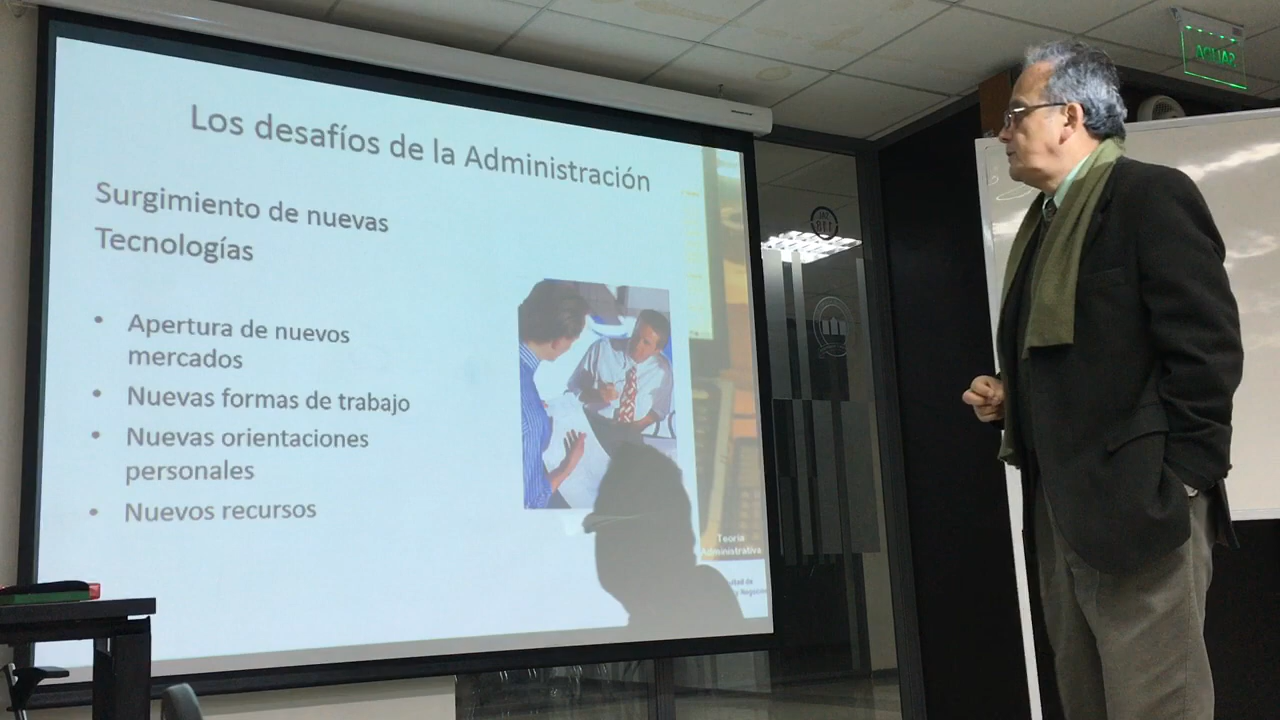 Los desafíos de la Administración
Surgimiento de nuevas
Tecnologías
• Apertura de nuevos
mercados
• Nuevas formas de trabajo
• Nuevas orientaciones
personales
• Nuevos recursos
Teoría
Administrativa
SALIDA